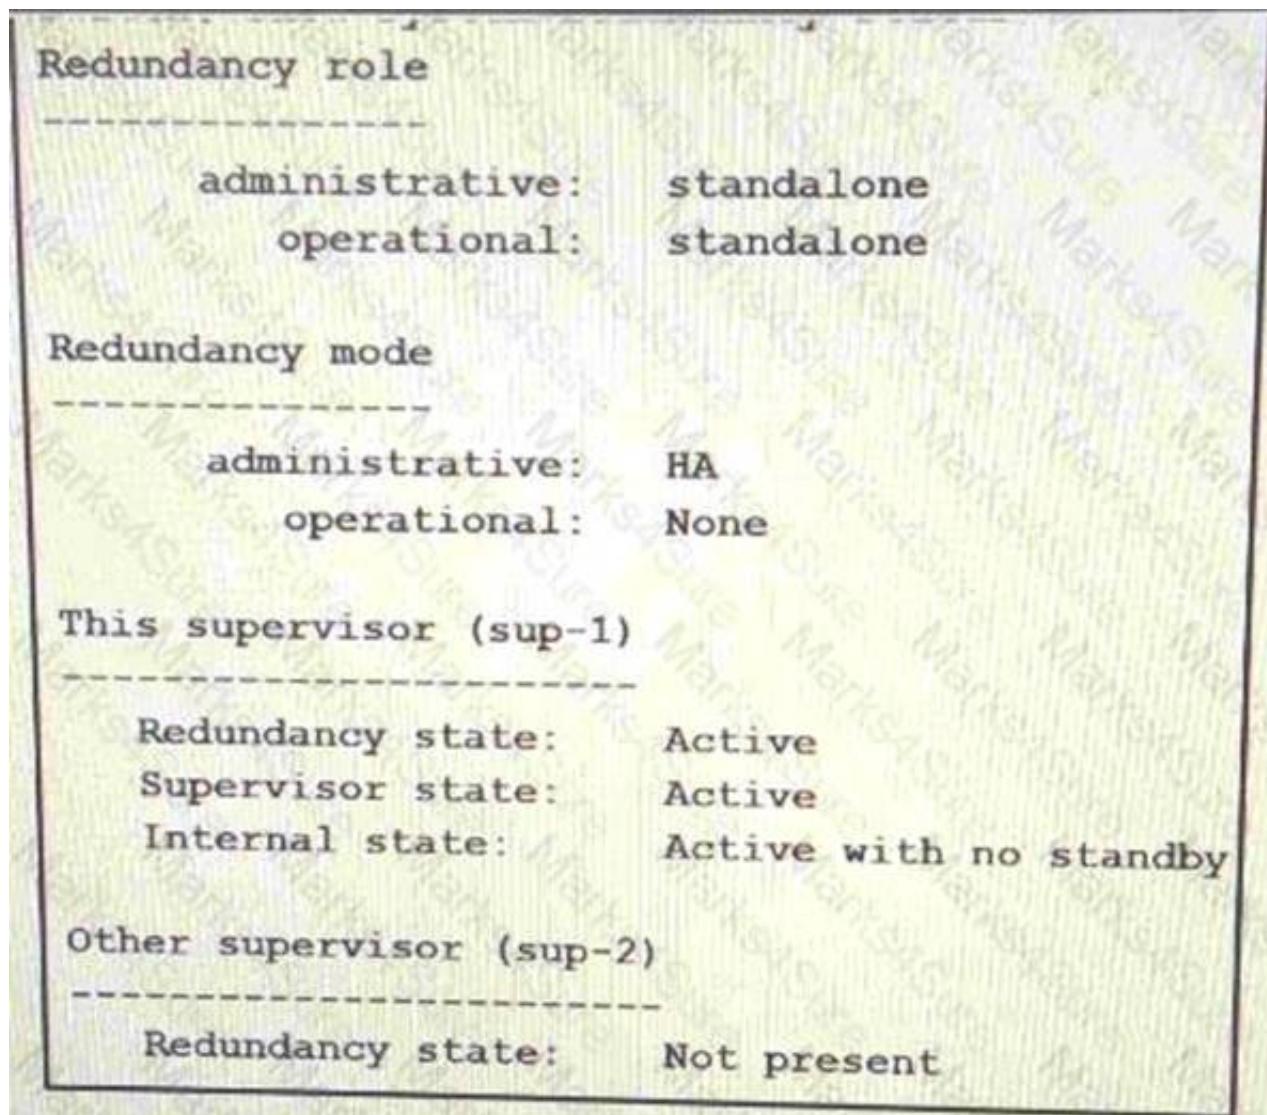 Redundancy role
---------------
administrative: standalone
operational: standalone
Redundancy mode
---------------
administrative: HA
operational: None
This supervisor (sup-1)
-----------------------
Redundancy state: Active
Supervisor state: Active
Internal state: Active with no standby
Other supervisor (sup-2)
------------------------
Redundancy state: Not present